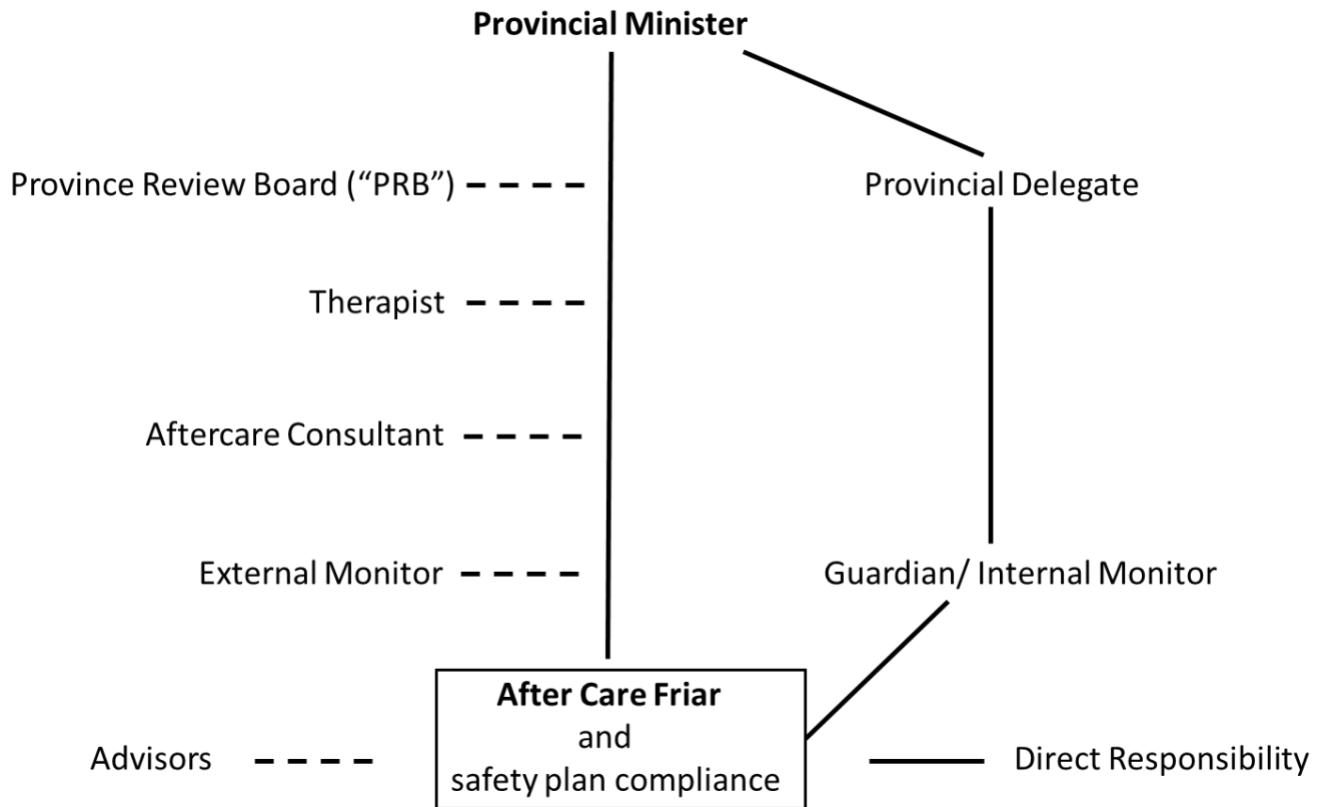 Provincial Minister
Province Review Board (“PRB”)
Provincial Delegate
Therapist
Aftercare Consultant
External Monitor
Guardian/ Internal Monitor
After Care Friar
and
safety plan compliance
Advisors
Direct Responsibility